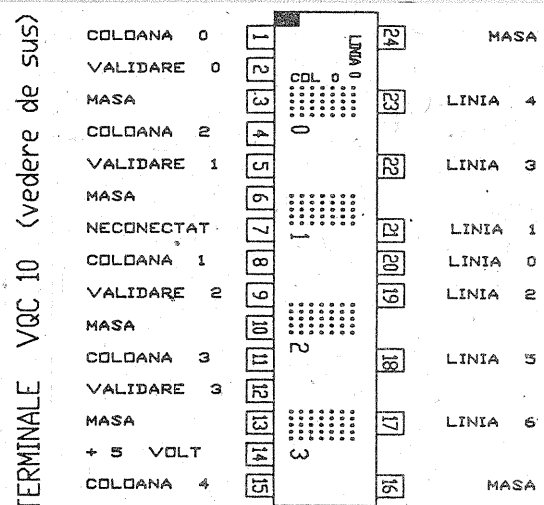 TERMINALE VQC 10 (vedere de sus)
COLOANA 0 1
VALIDARE 0 2
MASA 3
COLOANA 2 4
VALIDARE 1 5
MASA 6
NECONECTAT 7
COLOANA 1 8
VALIDARE 2 9
MASA 10
COLOANA 3 11
VALIDARE 3 12
MASA 13
+ 5 VOLT 14
COLOANA 4 15
LINIA 0
COL 0
0
1
2
3
24 MASA
23 LINIA 4
22 LINIA 3
21 LINIA 1
20 LINIA 0
19 LINIA 2
18 LINIA 5
17 LINIA 6
16 MASA